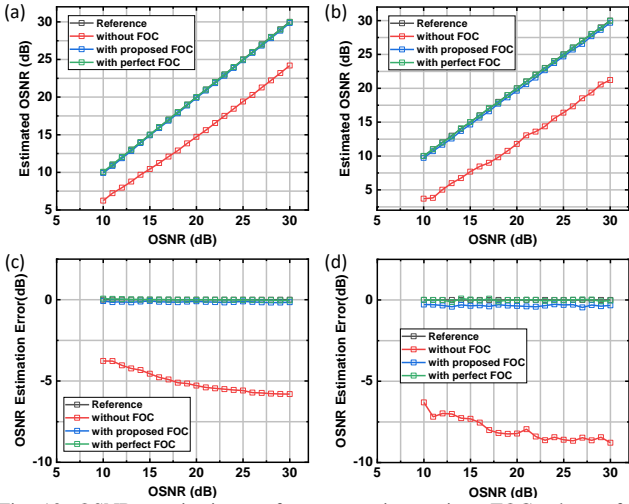 (a)
Reference
without FOC
with proposed FOC
with perfect FOC
Estimated OSNR (dB)
30
25
20
15
10
5
5 10 15 20 25 30
OSNR (dB)
(b)
Reference
without FOC
with proposed FOC
with perfect FOC
Estimated OSNR (dB)
30
25
20
15
10
5
5 10 15 20 25 30
OSNR (dB)
(c)
Reference
without FOC
with proposed FOC
with perfect FOC
OSNR Estimation Error(dB)
0
-5
-10
5 10 15 20 25 30
OSNR (dB)
(d)
Reference
without FOC
with proposed FOC
with perfect FOC
OSNR Estimation Error(dB)
0
-5
-10
5 10 15 20 25 30
OSNR (dB)